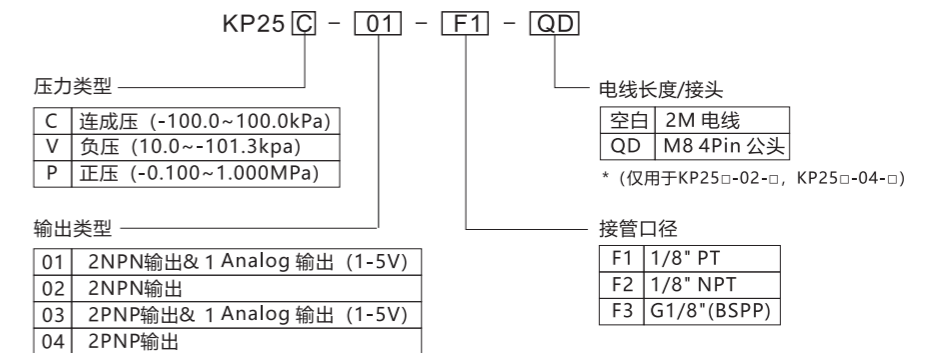 KP25 C - 01 - F1 - QD
压力类型
C 连成压 (-100.0~100.0kPa)
V 负压 (10.0~-101.3kpa)
P 正压 (-0.100~1.000MPa)
电线长度/接头
空白 2M 电线
QD M8 4Pin 公头
* (仅用于KP25□-02-□, KP25□-04-□)
输出类型
01 2NPN输出& 1 Analog 输出 (1-5V)
02 2NPN输出
03 2PNP输出& 1 Analog 输出 (1-5V)
04 2PNP输出
接管口径
F1 1/8" PT
F2 1/8" NPT
F3 G1/8"(BSPP)